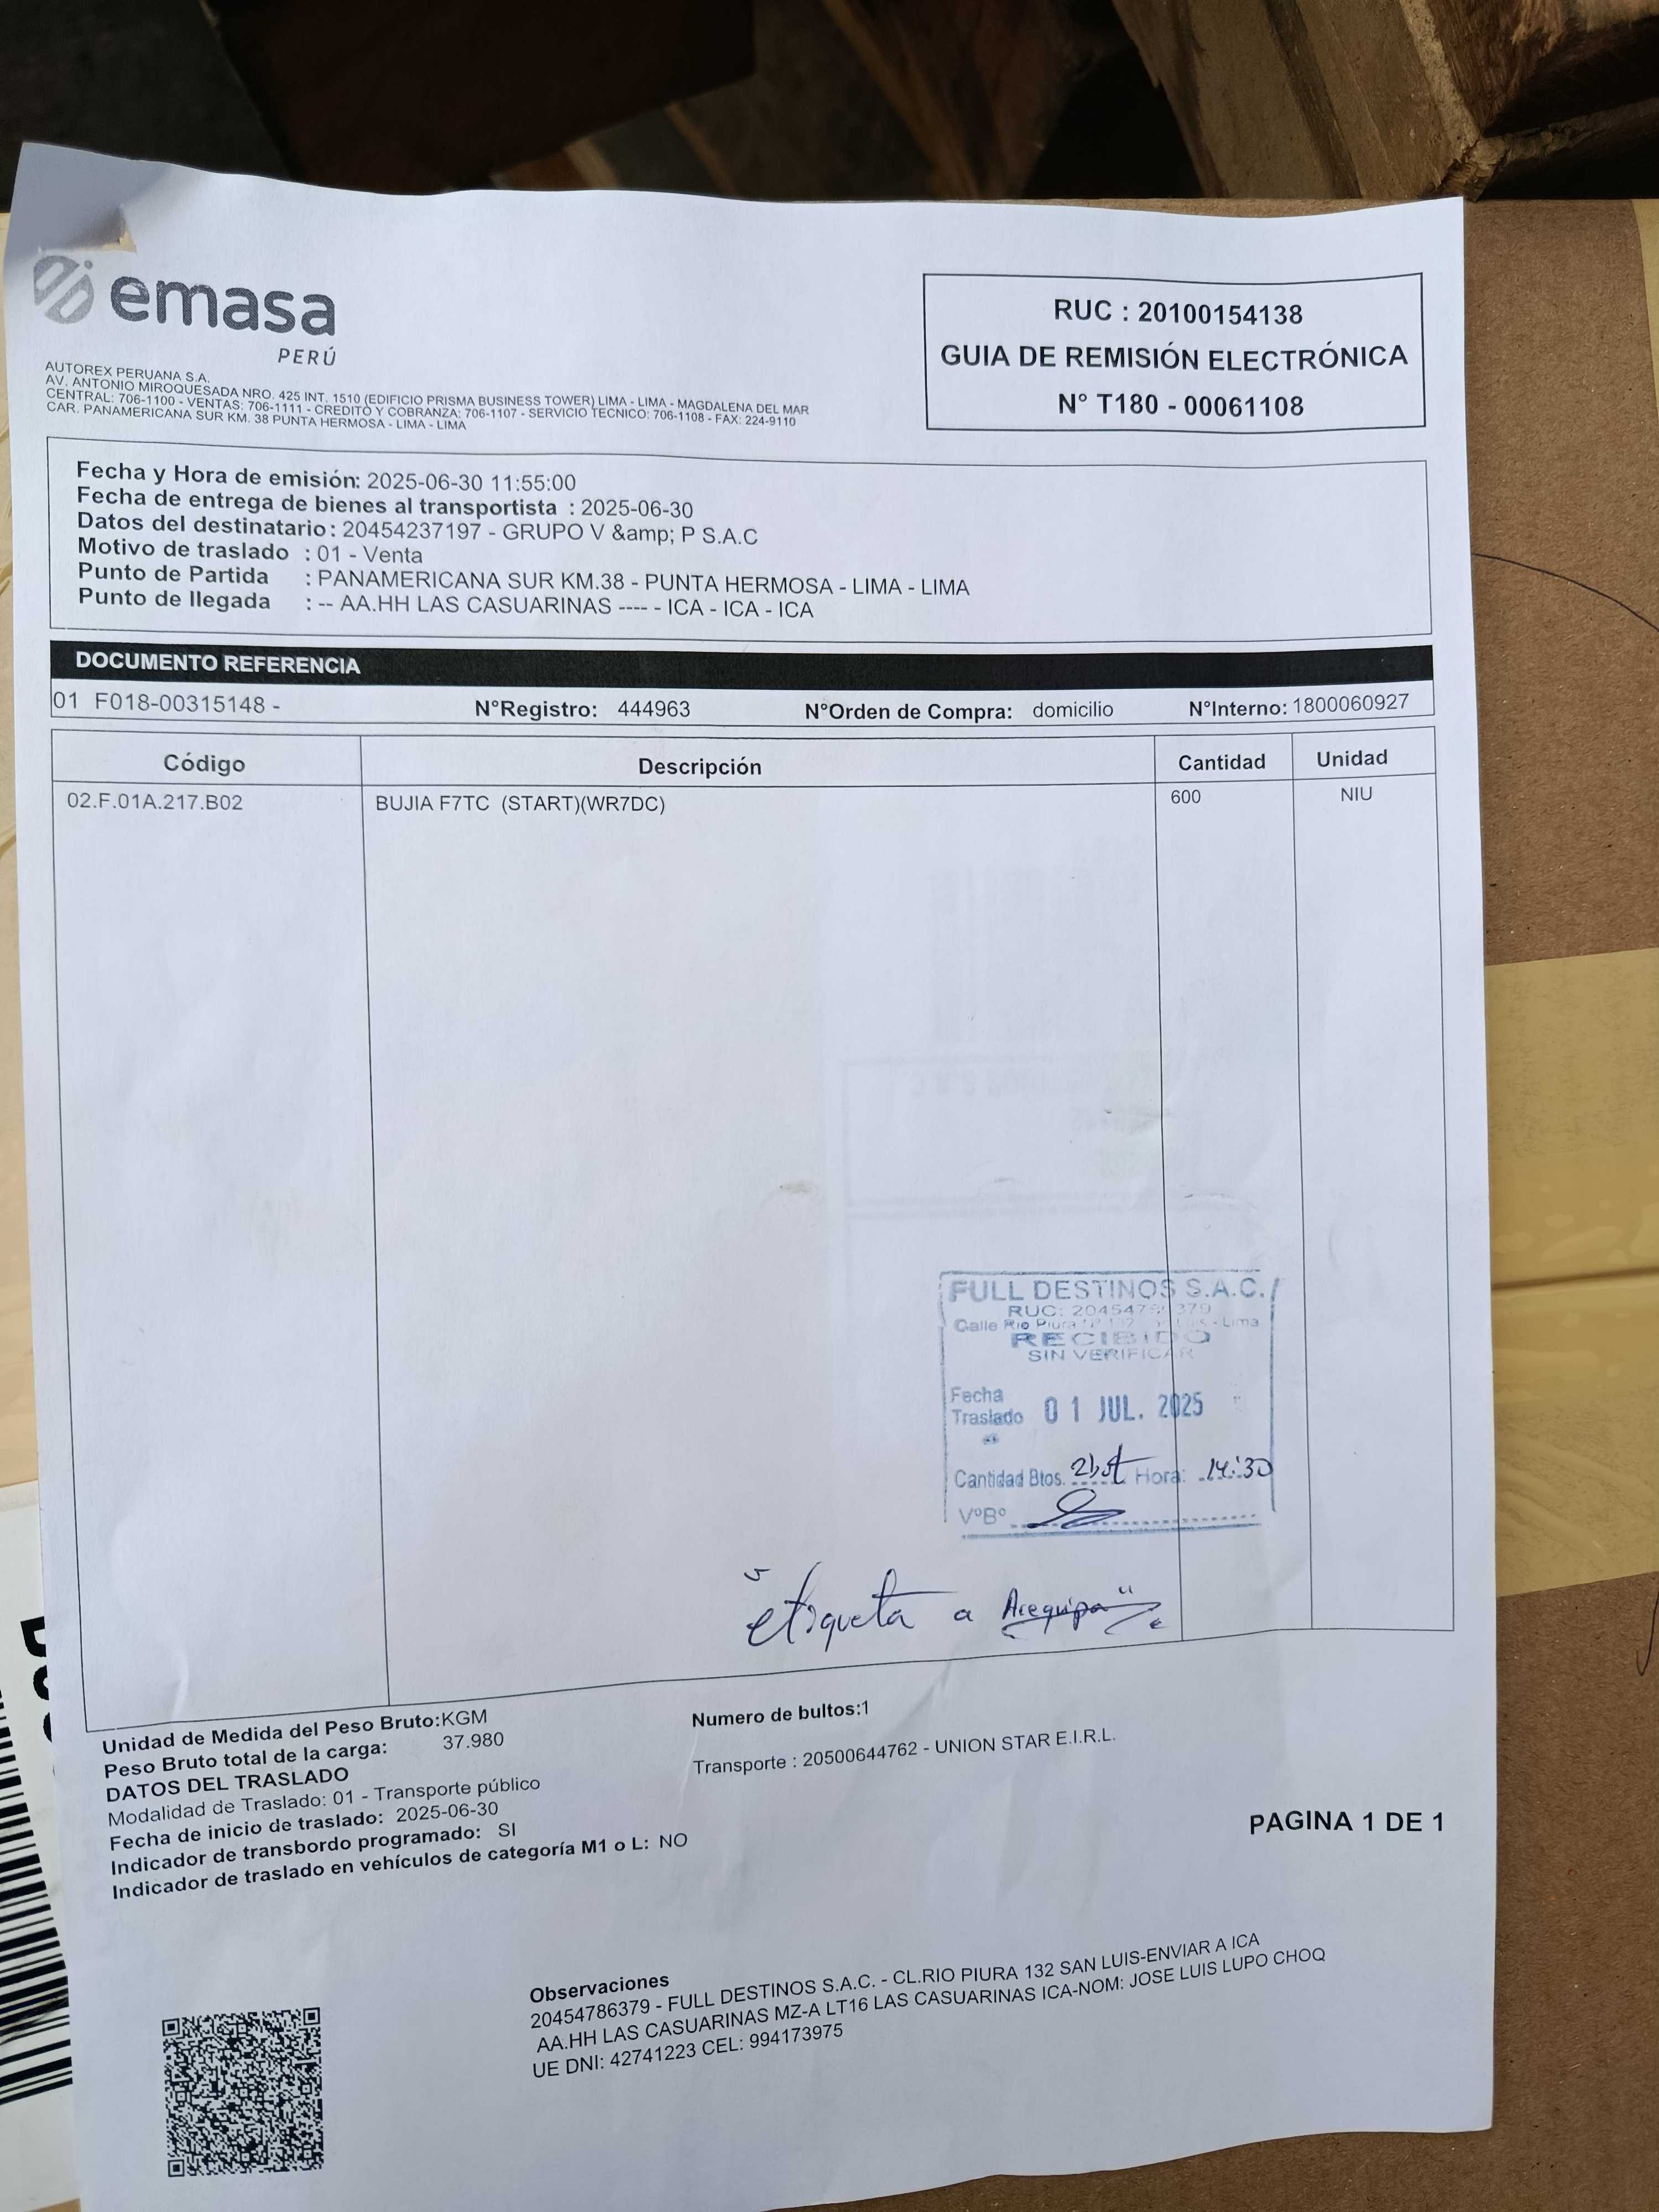 emasa
PERÚ
AUTOREX PERUANA S.A.
AV. ANTONIO MIROQUESADA NRO. 425 INT. 1510 (EDIFICIO PRISMA BUSINESS TOWER) LIMA - LIMA - MAGDALENA DEL MAR
CENTRAL: 706-1100 - VENTAS: 706-1111 - CREDITO Y COBRANZA: 706-1107 - SERVICIO TECNICO: 706-1108 - FAX: 224-9110
CAR. PANAMERICANA SUR KM. 38 PUNTA HERMOSA - LIMA - LIMA
RUC : 20100154138
GUIA DE REMISIÓN ELECTRÓNICA
N° T180 - 00061108
Fecha y Hora de emisión: 2025-06-30 11:55:00
Fecha de entrega de bienes al transportista : 2025-06-30
Datos del destinatario : 20454237197 - GRUPO V &amp; P S.A.C
Motivo de traslado : 01 - Venta
Punto de Partida : PANAMERICANA SUR KM.38 - PUNTA HERMOSA - LIMA - LIMA
Punto de llegada : -- AA.HH LAS CASUARINAS ---- - ICA - ICA - ICA
DOCUMENTO REFERENCIA
01 F018-00315148 - N°Registro: 444963 N°Orden de Compra: domicilio N°Interno: 1800060927
Código Descripción Cantidad Unidad
02.F.01A.217.B02 BUJIA F7TC (START)(WR7DC) 600 NIU
FULL DESTINOS S.A.C.
RUC: 20454786379
Calle Rio Piura - Lima
RECIBIDO
SIN VERIFICAR
Fecha
Traslado 01 JUL. 2025
Cantidad Btos. Hora: 14:30
V°B°
"etiqueta a Arequipa"
Unidad de Medida del Peso Bruto: KGM
Peso Bruto total de la carga: 37.980
DATOS DEL TRASLADO
Modalidad de Traslado: 01 - Transporte público
Fecha de inicio de traslado: 2025-06-30
Indicador de transbordo programado: SI
Indicador de traslado en vehículos de categoría M1 o L: NO
Numero de bultos:1
Transporte : 20500644762 - UNION STAR E.I.R.L.
PAGINA 1 DE 1
Observaciones
20454786379 - FULL DESTINOS S.A.C. - CL.RIO PIURA 132 SAN LUIS-ENVIAR A ICA
AA.HH LAS CASUARINAS MZ-A LT16 LAS CASUARINAS ICA-NOM: JOSE LUIS LUPO CHOQ
UE DNI: 42741223 CEL: 994173975